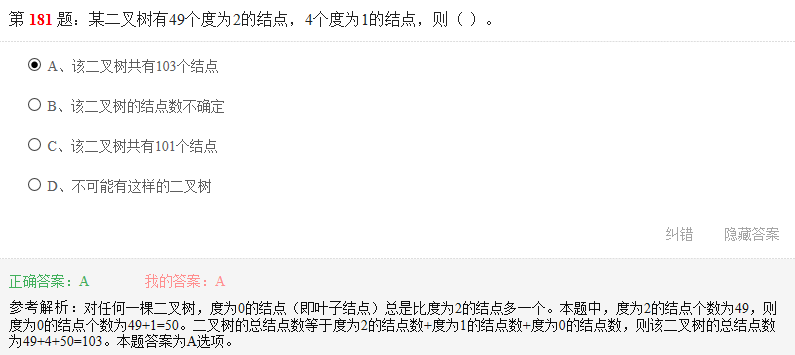 第 181 题：某二叉树有49个度为2的结点，4个度为1的结点，则（ ）。
A、该二叉树共有103个结点
B、该二叉树的结点数不确定
C、该二叉树共有101个结点
D、不可能有这样的二叉树
纠错 隐藏答案
正确答案：A 我的答案：A
参考解析：对任何一棵二叉树，度为0的结点（即叶子结点）总是比度为2的结点多一个。本题中，度为2的结点个数为49，则
度为0的结点个数为49+1=50。二叉树的总结点数等于度为2的结点数+度为1的结点数+度为0的结点数，则该二叉树的总结点数
为49+4+50=103。本题答案为A选项。